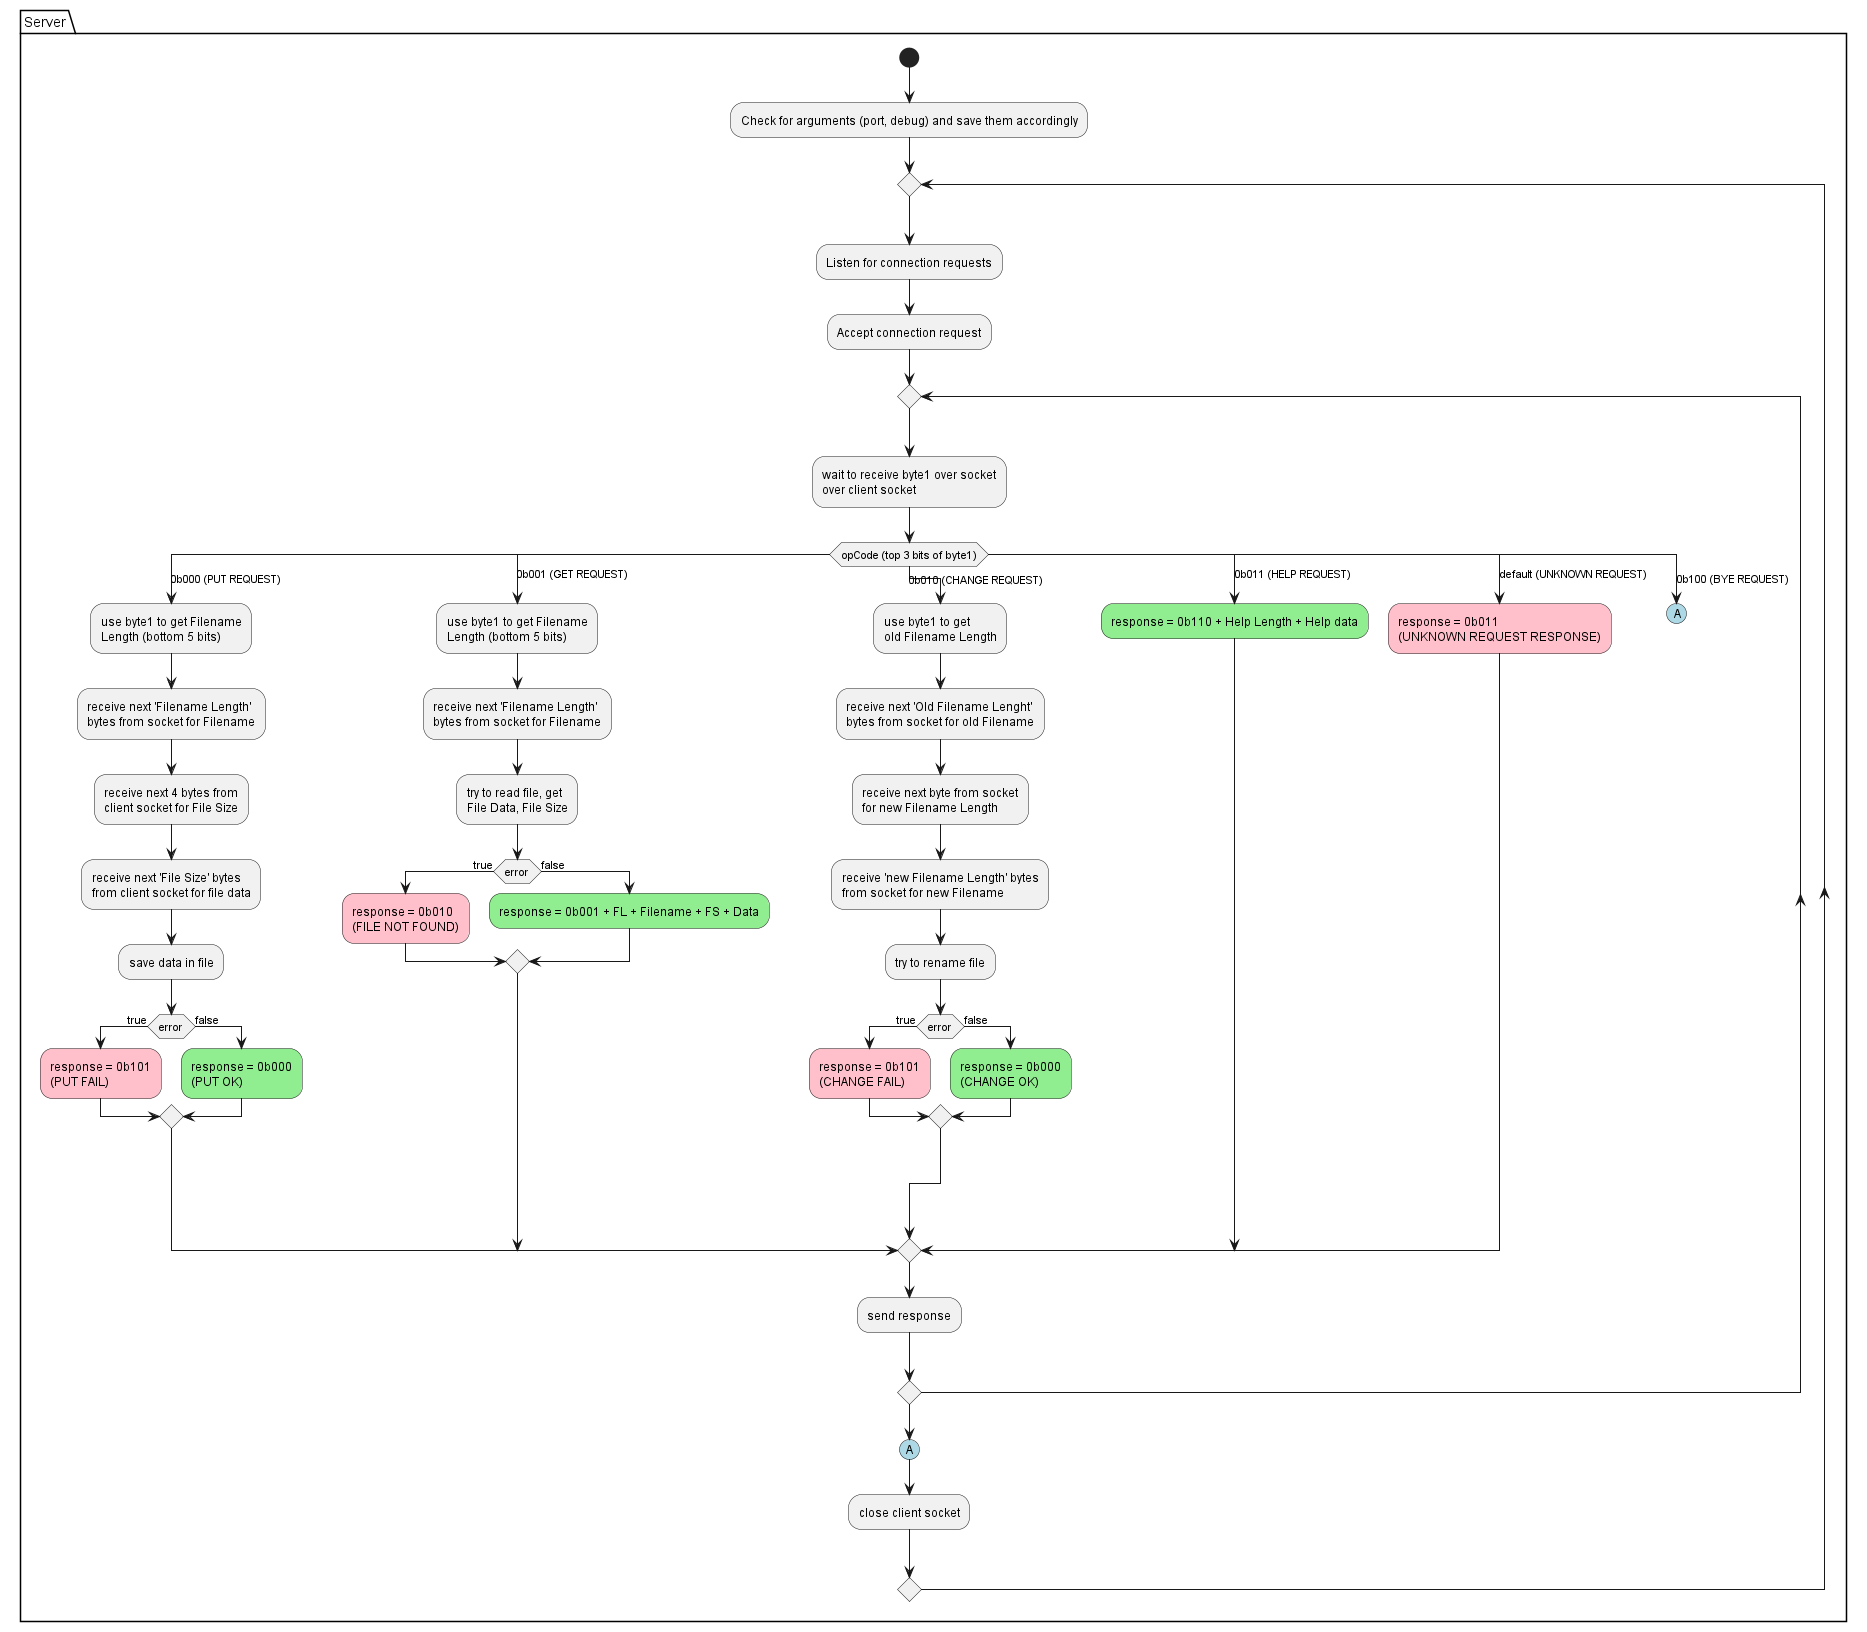 Server
Check for arguments (port, debug) and save them accordingly
Listen for connection requests
Accept connection request
wait to receive byte1 over socket
over client socket
opCode (top 3 bits of byte1)
0b000 (PUT REQUEST)
use byte1 to get Filename
Length (bottom 5 bits)
receive next 'Filename Length'
bytes from socket for Filename
receive next 4 bytes from
client socket for File Size
receive next 'File Size' bytes
from client socket for file data
save data in file
error
true
false
response = 0b101
(PUT FAIL)
response = 0b000
(PUT OK)
0b001 (GET REQUEST)
use byte1 to get Filename
Length (bottom 5 bits)
receive next 'Filename Length'
bytes from socket for Filename
try to read file, get
File Data, File Size
error
true
false
response = 0b010
(FILE NOT FOUND)
response = 0b001 + FL + Filename + FS + Data
0b010 (CHANGE REQUEST)
use byte1 to get
old Filename Length
receive next 'Old Filename Lenght'
bytes from socket for old Filename
receive next byte from socket
for new Filename Length
receive 'new Filename Length' bytes
from socket for new Filename
try to rename file
error
true
false
response = 0b101
(CHANGE FAIL)
response = 0b000
(CHANGE OK)
0b011 (HELP REQUEST)
response = 0b110 + Help Length + Help data
default (UNKNOWN REQUEST)
response = 0b011
(UNKNOWN REQUEST RESPONSE)
0b100 (BYE REQUEST)
A
send response
A
close client socket